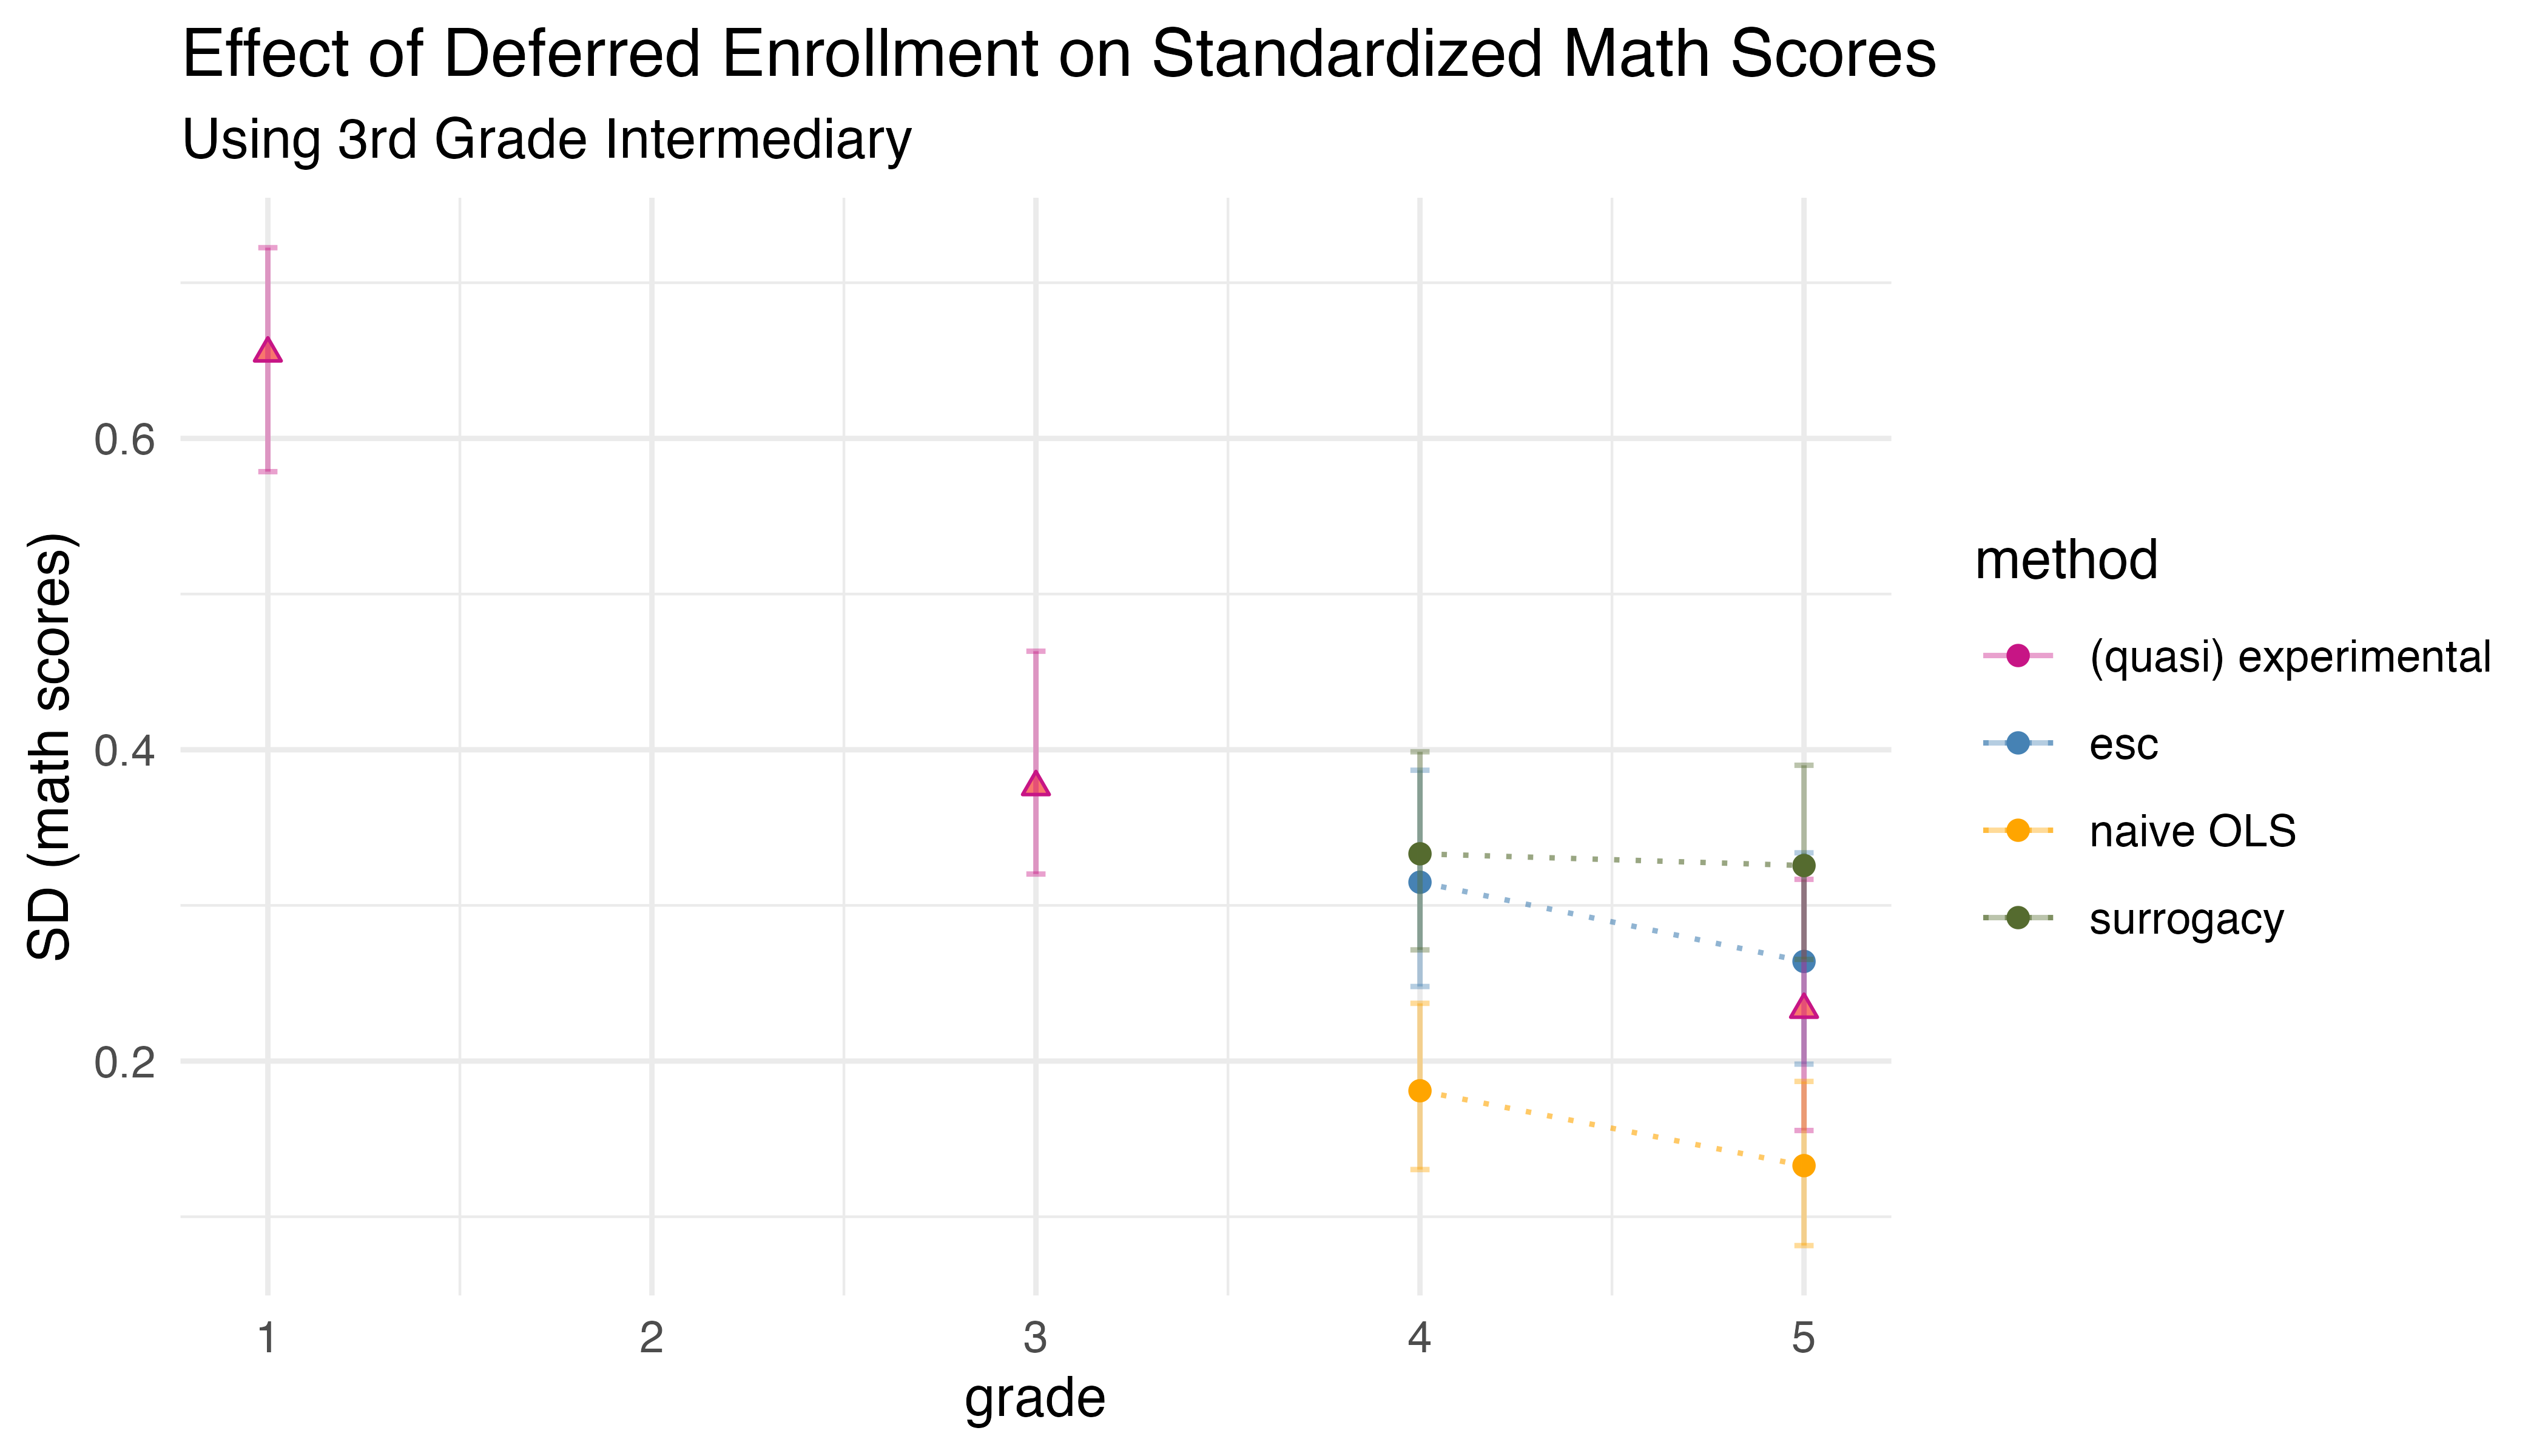 Effect of Deferred Enrollment on Standardized Math Scores
Using 3rd Grade Intermediary
SD (math scores)
0.6
0.4
0.2
1 2 3 4 5
grade
method
(quasi) experimental
esc
naive OLS
surrogacy